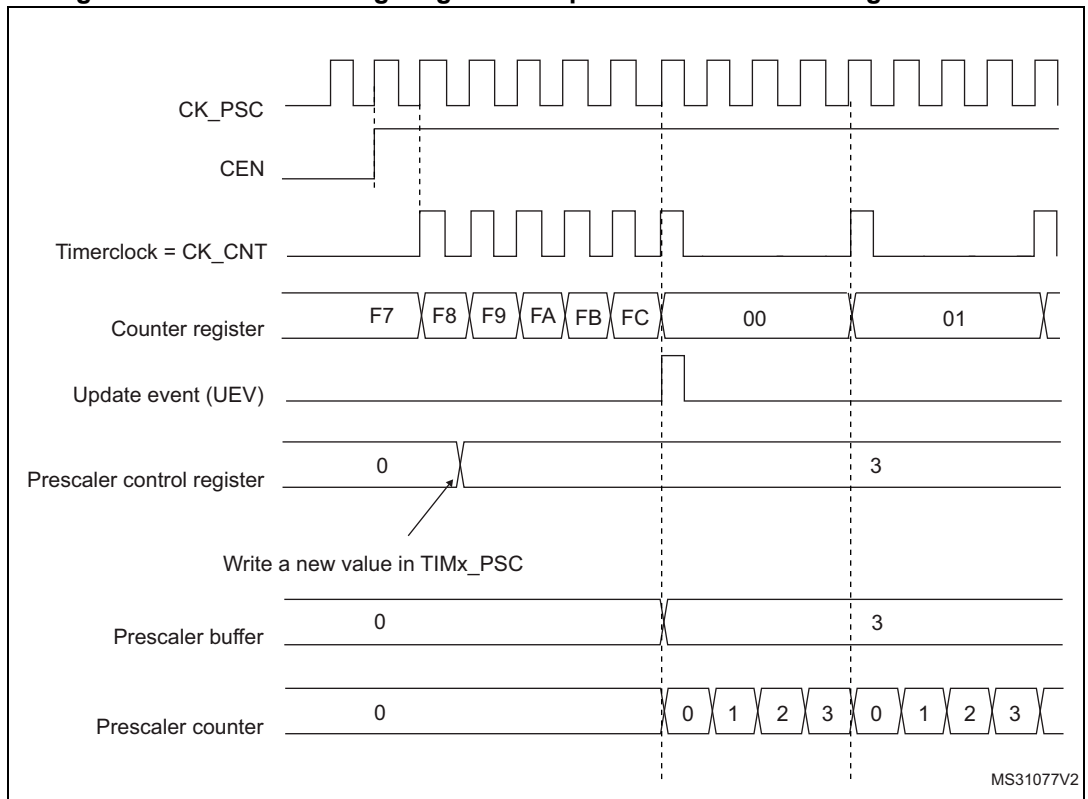 CK_PSC
CEN
Timerclock = CK_CNT
Counter register F7 F8 F9 FA FB FC 00 01
Update event (UEV)
Prescaler control register 0 3
Write a new value in TIMx_PSC
Prescaler buffer 0 3
Prescaler counter 0 0 1 2 3 0 1 2 3
MS31077V2